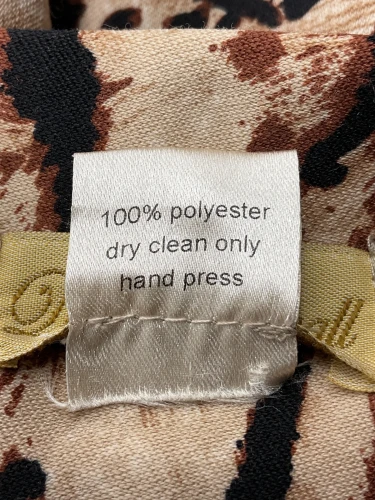 100% polyester
dry clean only
hand press